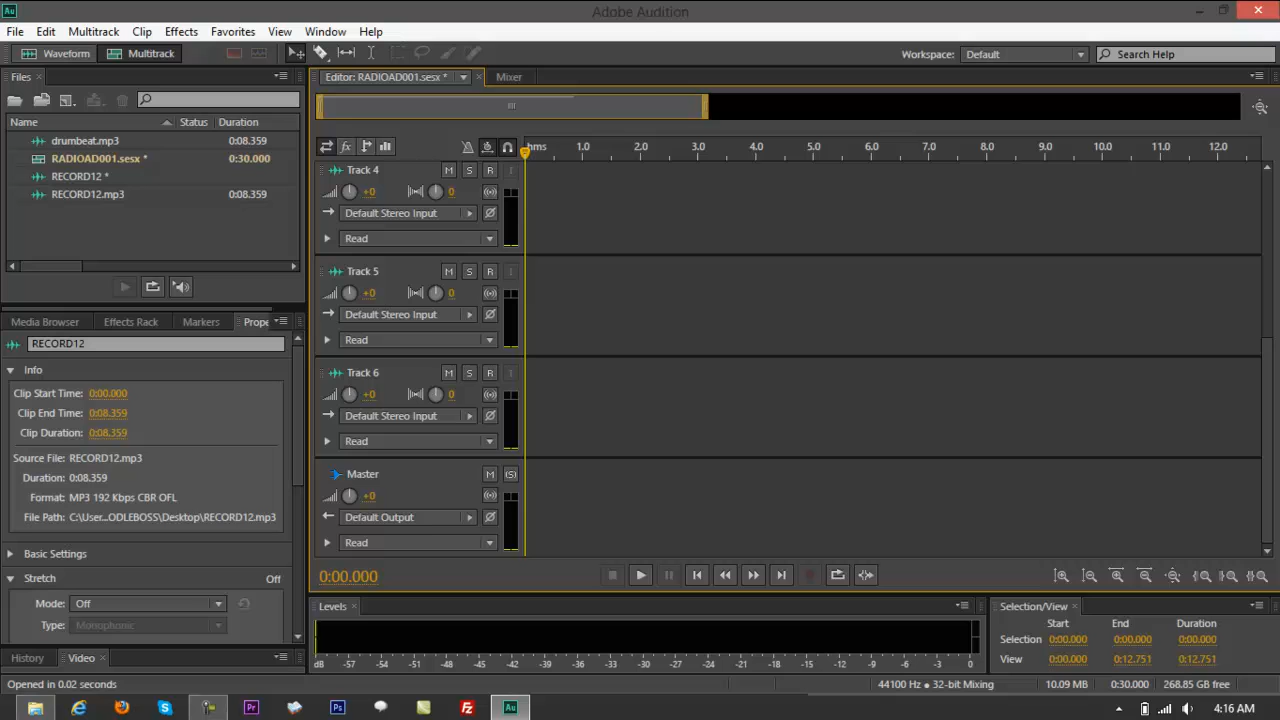 Au
Adobe Audition
File Edit Multitrack Clip Effects Favorites View Window Help
Waveform Multitrack
Workspace: Default
Search Help
Files
Name Status Duration
drumbeat.mp3 0:08.359
RADIOAD001.sesx * 0:30.000
RECORD12 *
RECORD12.mp3 0:08.359
Media Browser Effects Rack Markers Prope
RECORD12
Info
Clip Start Time: 0:00.000
Clip End Time: 0:08.359
Clip Duration: 0:08.359
Source File: RECORD12.mp3
Duration: 0:08.359
Format: MP3 192 Kbps CBR OFL
File Path: C:\User...ODLEBOSS\Desktop\RECORD12.mp3
Basic Settings
Stretch Off
Mode: Off
Type: Monophonic
History Video
Opened in 0.02 seconds
Editor: RADIOAD001.sesx * Mixer
fx
hms 1.0 2.0 3.0 4.0 5.0 6.0 7.0 8.0 9.0 10.0 11.0 12.0
Track 4 M S R I
+0 0
Default Stereo Input
Read
Track 5 M S R I
+0 0
Default Stereo Input
Read
Track 6 M S R I
+0 0
Default Stereo Input
Read
Master M (S)
+0
Default Output
Read
0:00.000
Levels
dB -57 -54 -51 -48 -45 -42 -39 -36 -33 -30 -27 -24 -21 -18 -15 -12 -9 -6 -3 0
Selection/View
Start End Duration
Selection 0:00.000 0:00.000 0:00.000
View 0:00.000 0:12.751 0:12.751
44100 Hz ● 32-bit Mixing 10.09 MB 0:30.000 268.85 GB free
Pr Ps Fz Au
4:16 AM